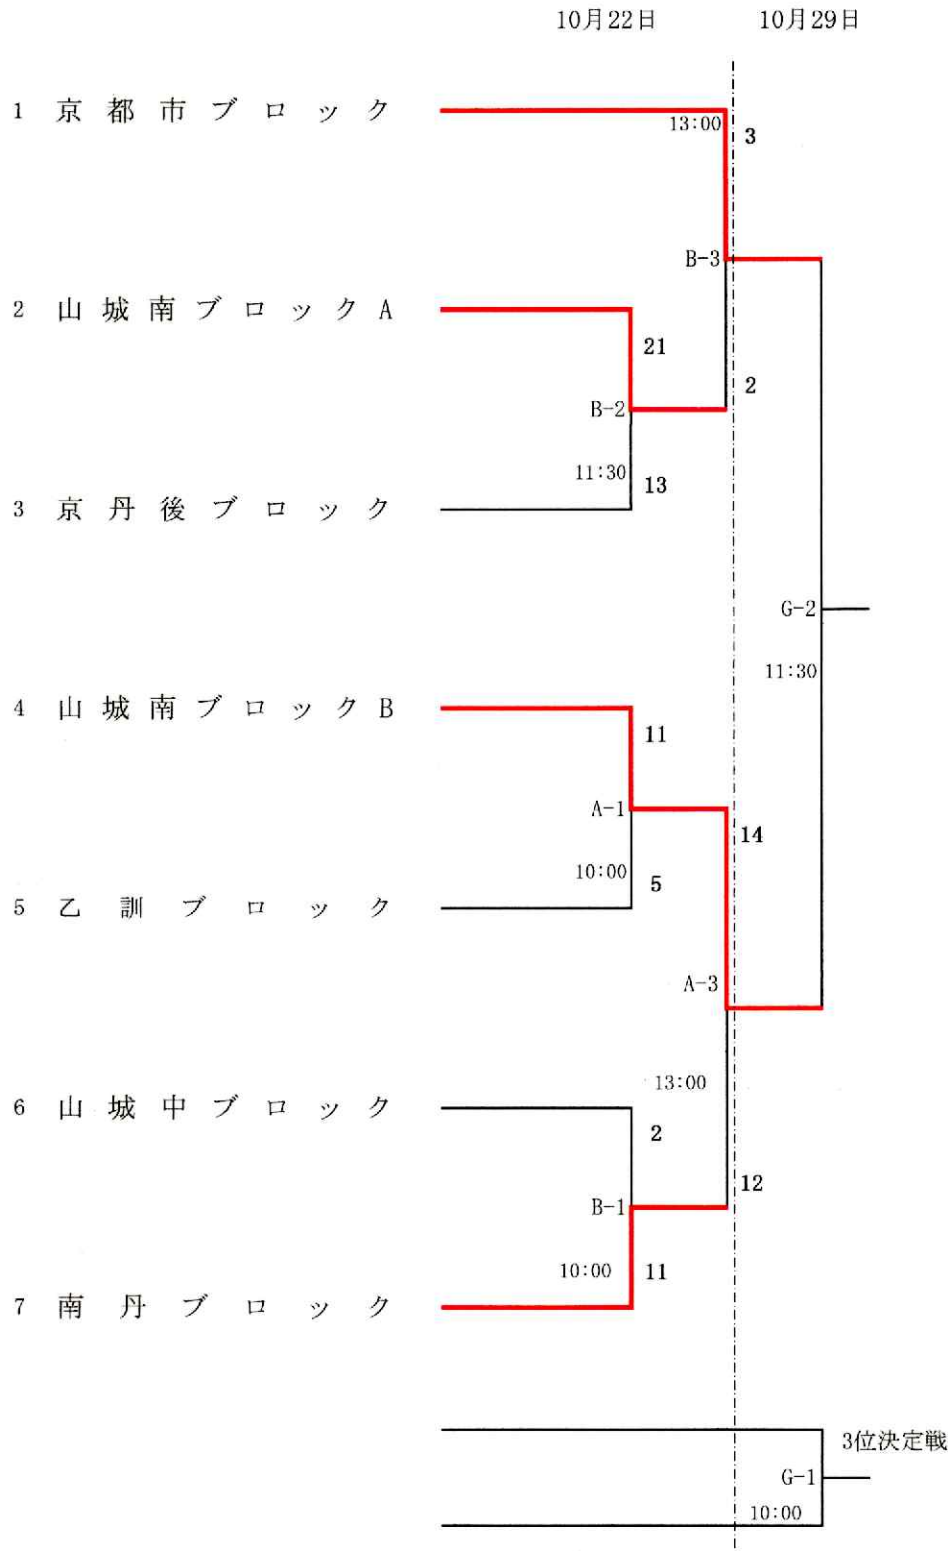 10月22日 10月29日
1 京都市ブロック
13:00 3
B-3
2 山城南ブロックA
21
2
B-2
11:30 13
3 京丹後ブロック
G-2
11:30
4 山城南ブロックB
11
A-1 14
10:00 5
5 乙訓ブロック
A-3
13:00
6 山城中ブロック
2
12
B-1
10:00 11
7 南丹ブロック
3位決定戦
G-1
10:00